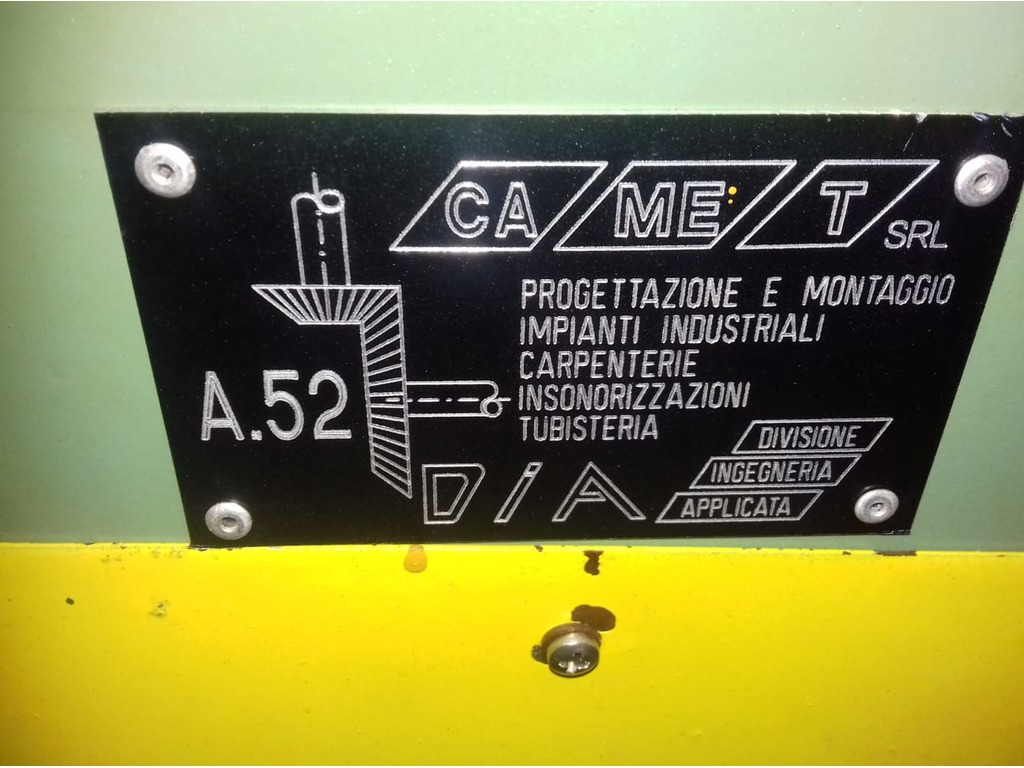 CA ME T SRL
PROGETTAZIONE E MONTAGGIO
IMPIANTI INDUSTRIALI
CARPENTERIE
INSONORIZZAZIONI
TUBISTERIA
A.52
DiA
DIVISIONE
INGEGNERIA
APPLICATA